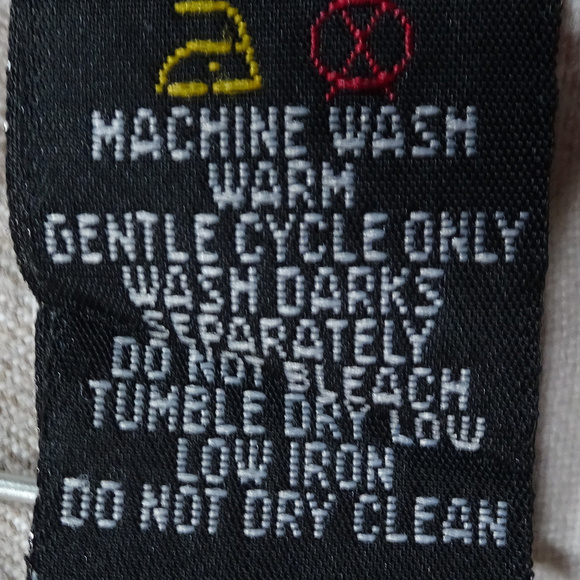 MACHINE WASH
WARM
GENTLE CYCLE ONLY
WASH DARKS
SEPARATELY
DO NOT BLEACH
TUMBLE DRY LOW
LOW IRON
DO NOT DRY CLEAN